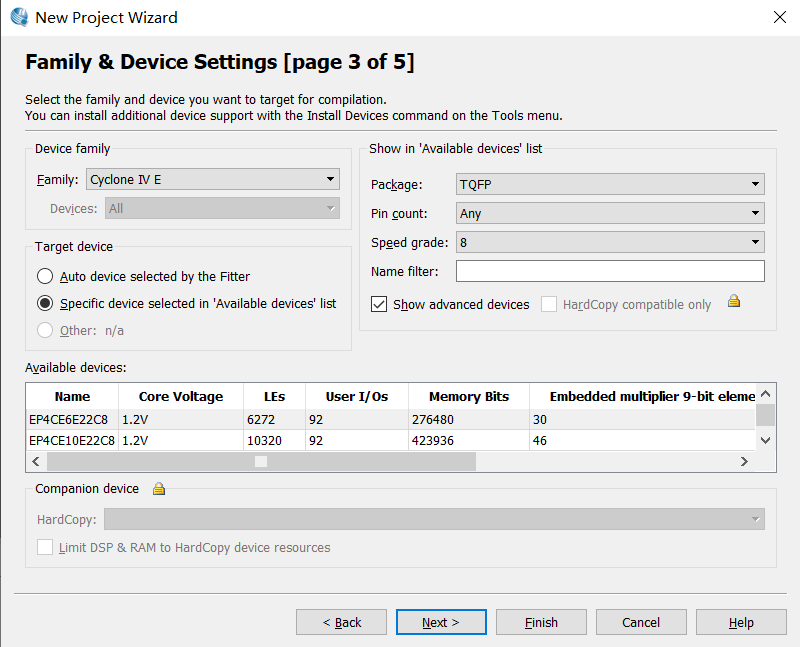 New Project Wizard
Family & Device Settings [page 3 of 5]
Select the family and device you want to target for compilation.
You can install additional device support with the Install Devices command on the Tools menu.
Device family
Family: Cyclone IV E
Devices: All
Target device
Auto device selected by the Fitter
Specific device selected in 'Available devices' list
Other: n/a
Show in 'Available devices' list
Package: TQFP
Pin count: Any
Speed grade: 8
Name filter:
Show advanced devices HardCopy compatible only
Available devices:
Name Core Voltage LEs User I/Os Memory Bits Embedded multiplier 9-bit eleme
EP4CE6E22C8 1.2V 6272 92 276480 30
EP4CE10E22C8 1.2V 10320 92 423936 46
Companion device
HardCopy:
Limit DSP & RAM to HardCopy device resources
< Back Next > Finish Cancel Help